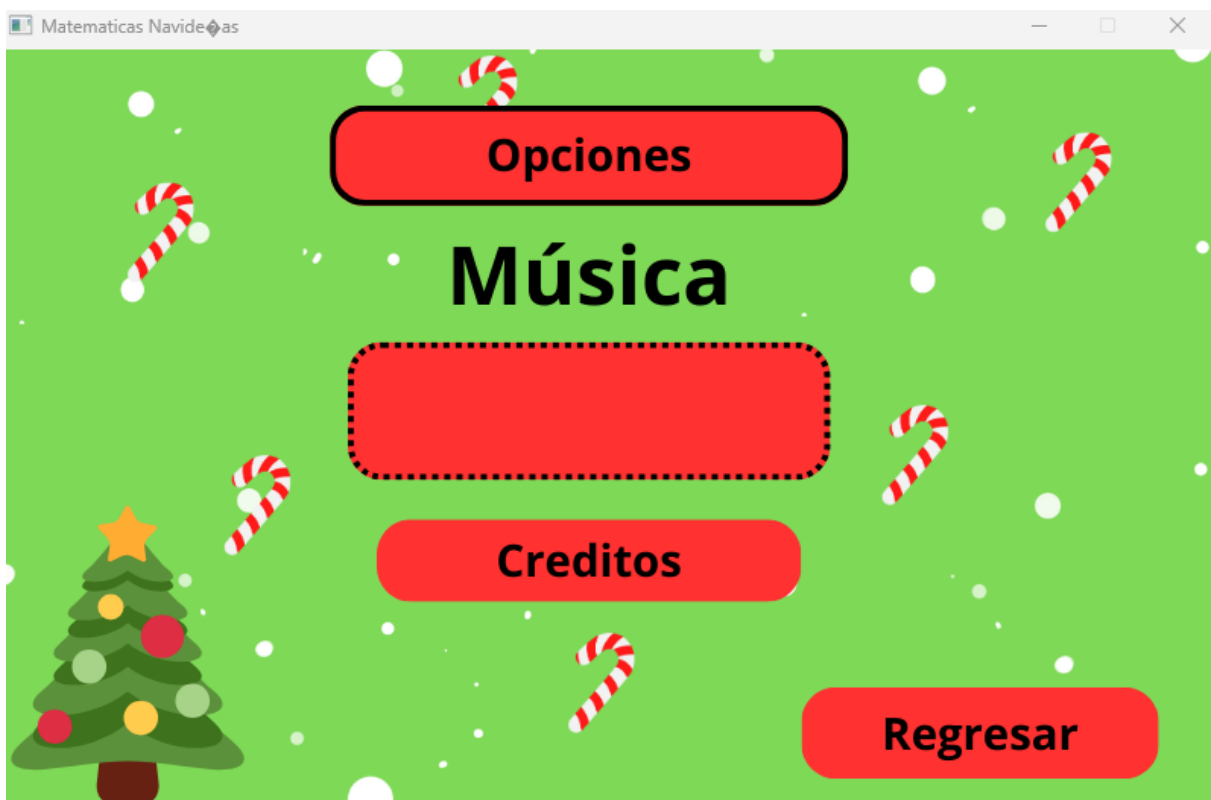 Matematicas Navide�as
Opciones
Música
Creditos
Regresar